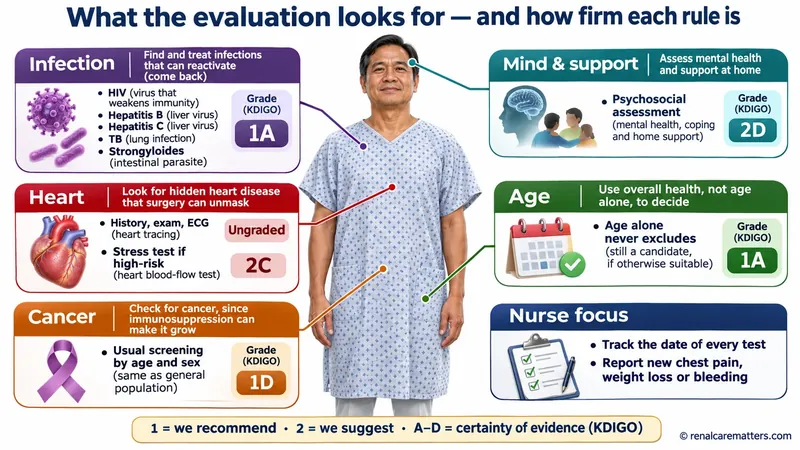 What the evaluation looks for — and how firm each rule is
Infection
Find and treat infections
that can reactivate
(come back)
• HIV (virus that
weakens immunity)
• Hepatitis B (liver virus)
• Hepatitis C (liver virus)
• TB (lung infection)
• Strongyloides
(intestinal parasite)
Grade
(KDIGO)
1A
Heart
Look for hidden heart disease
that surgery can unmask
• History, exam, ECG
(heart tracing)
Ungraded
• Stress test if
high-risk
(heart blood-flow test)
2C
Cancer
Check for cancer, since
immunosuppression can
make it grow
• Usual screening
by age and sex
(same as general
population)
Grade
(KDIGO)
1D
Mind & support
Assess mental health
and support at home
• Psychosocial
assessment
(mental health, coping
and home support)
Grade
(KDIGO)
2D
Age
Use overall health, not age
alone, to decide
• Age alone
never excludes
(still a candidate,
if otherwise suitable)
Grade
(KDIGO)
1A
Nurse focus
• Track the date of every test
• Report new chest pain,
weight loss or bleeding
1 = we recommend • 2 = we suggest • A–D = certainty of evidence (KDIGO)
© renalcarematters.com